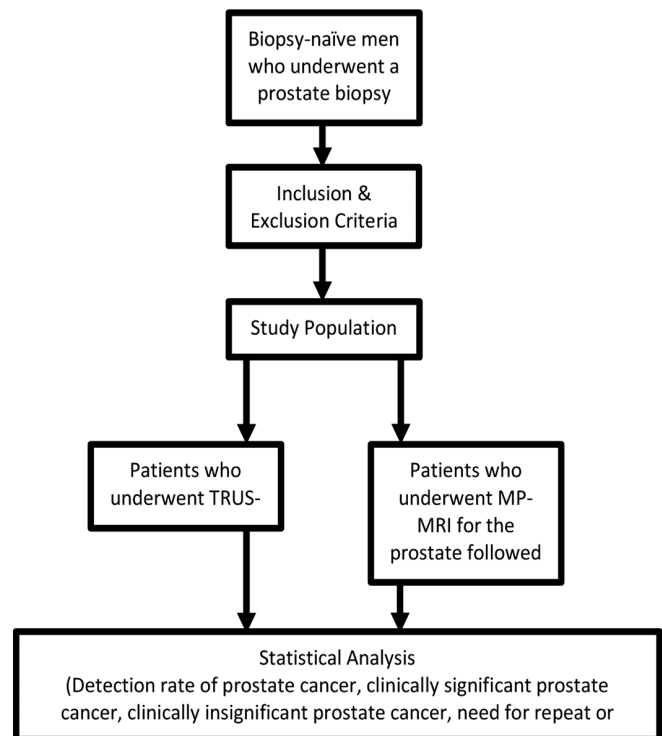 Biopsy-naïve men
who underwent a
prostate biopsy
Inclusion &
Exclusion Criteria
Study Population
Patients who
underwent TRUS-
Patients who
underwent MP-
MRI for the
prostate followed
Statistical Analysis
(Detection rate of prostate cancer, clinically significant prostate
cancer, clinically insignificant prostate cancer, need for repeat or